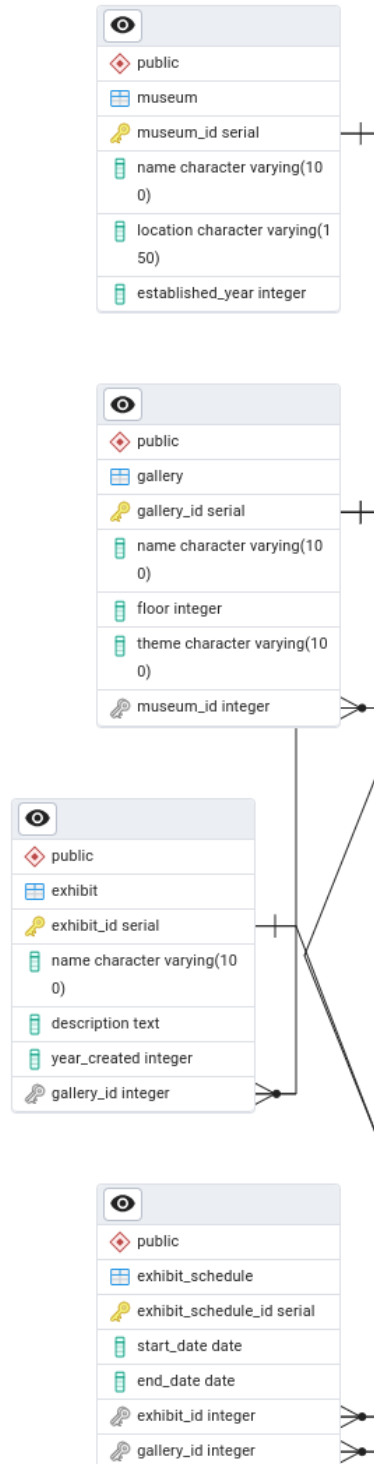 public
museum
museum_id serial
name character varying(10
0)
location character varying(1
50)
established_year integer
public
gallery
gallery_id serial
name character varying(10
0)
floor integer
theme character varying(10
0)
museum_id integer
public
exhibit
exhibit_id serial
name character varying(10
0)
description text
year_created integer
gallery_id integer
public
exhibit_schedule
exhibit_schedule_id serial
start_date date
end_date date
exhibit_id integer
gallery_id integer